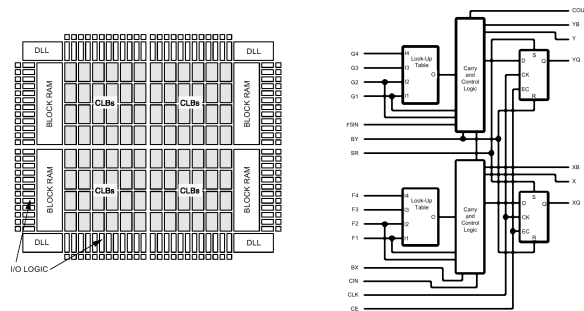 DLL
DLL
BLOCK RAM
CLBs
CLBs
BLOCK RAM
BLOCK RAM
CLBs
CLBs
BLOCK RAM
DLL
DLL
I/O LOGIC
COU
YB
Y
G4
I4
Look-Up
Table
G3
I3
O
G2
I2
G1
I1
Carry
and
Control
Logic
S
D
Q
YQ
CK
EC
R
F5IN
BY
SR
XB
X
F4
I4
Look-Up
Table
F3
I3
O
F2
I2
F1
I1
Carry
and
Control
Logic
S
D
Q
XQ
CK
EC
R
BX
CIN
CLK
CE